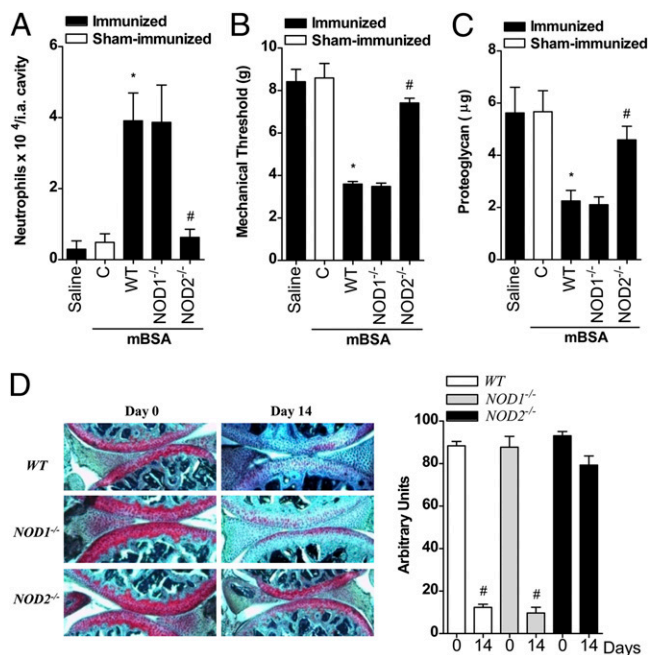 A
Immunized
Sham-immunized
Neutrophils x 10⁴/i.a. cavity
6
4
2
0
*
#
Saline
C
WT
NOD1⁻/⁻
NOD2⁻/⁻
mBSA
B
Immunized
Sham-immunized
Mechanical Threshold (g)
10
8
6
4
2
0
*
#
Saline
C
WT
NOD1⁻/⁻
NOD2⁻/⁻
mBSA
C
Immunized
Sham-immunized
Proteoglycan (µg)
8
6
4
2
0
*
#
Saline
C
WT
NOD1⁻/⁻
NOD2⁻/⁻
mBSA
D
Day 0
Day 14
WT
NOD1⁻/⁻
NOD2⁻/⁻
WT
NOD1⁻/⁻
NOD2⁻/⁻
Arbitrary Units
100
80
60
40
20
0
#
#
0 14 0 14 0 14 Days